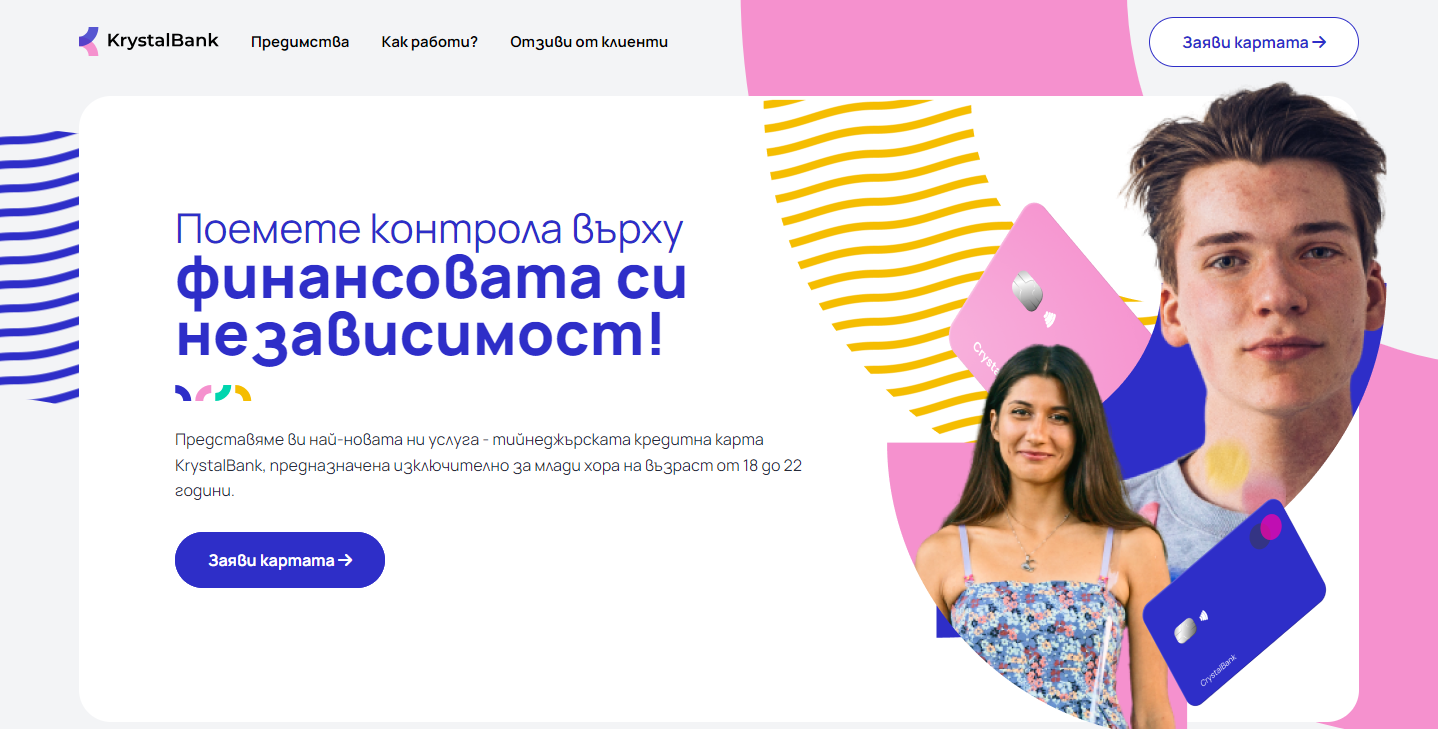 KrystalBank
Предимства
Как работи?
Отзиви от клиенти
Заяви картата
Поемете контрола върху
финансовата си
независимост!
Представяме ви най-новата ни услуга - тийнеджърската кредитна карта
KrystalBank, предназначена изключително за млади хора на възраст от 18 до 22
години.
Заяви картата
Crysta
CrystalBank